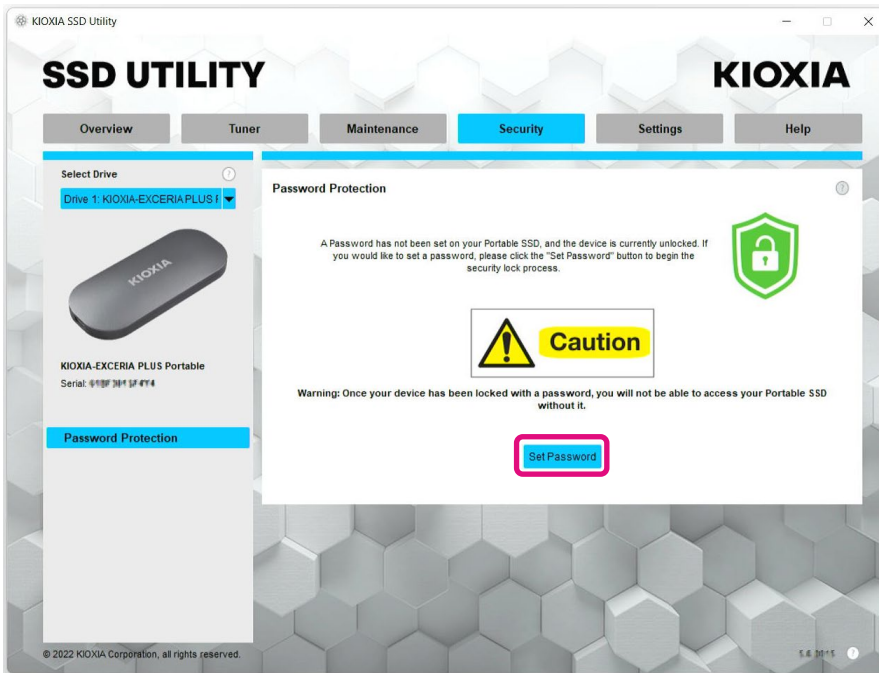 KIOXIA SSD Utility
SSD UTILITY
KIOXIA
Overview
Tuner
Maintenance
Security
Settings
Help
Select Drive
?
Drive 1: KIOXIA-EXCERIA PLUS
KIOXIA
KIOXIA-EXCERIA PLUS Portable
Serial:
Password Protection
Password Protection
?
A Password has not been set on your Portable SSD, and the device is currently unlocked. If
you would like to set a password, please click the "Set Password" button to begin the
security lock process.
Caution
Warning: Once your device has been locked with a password, you will not be able to access your Portable SSD
without it.
Set Password
© 2022 KIOXIA Corporation, all rights reserved.